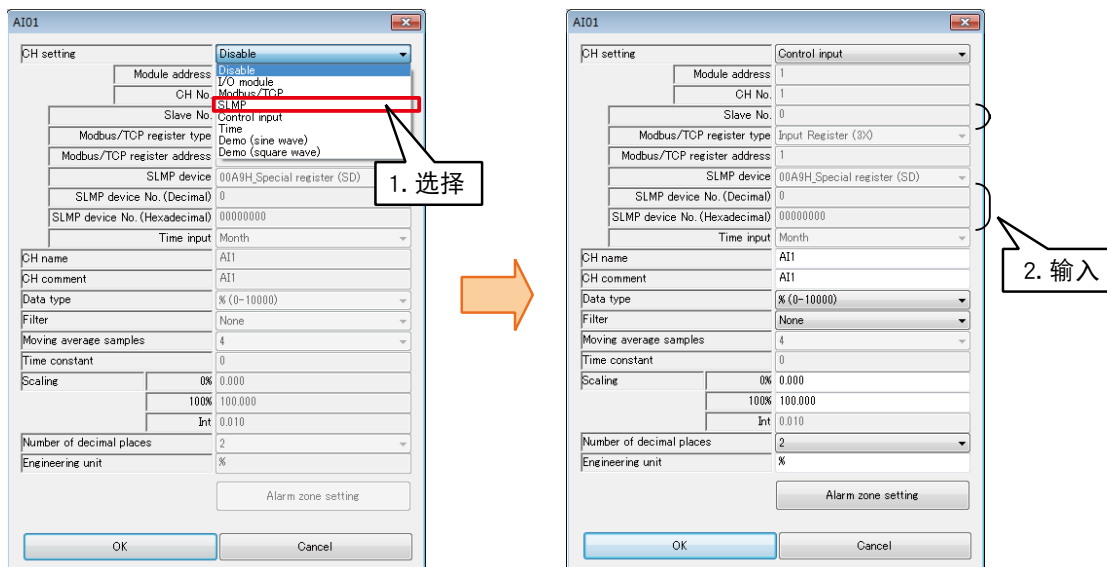 AI01
CH setting Disable
Disable
Module address
I/O module
CH No. Modbus/TCP
SLMP
Slave No. Control input
Time
Modbus/TCP register type
Demo (sine wave)
Demo (square wave)
Modbus/TCP register address
SLMP device 00A9H_Special register (SD)
SLMP device No. (Decimal) 0
SLMP device No. (Hexadecimal) 00000000
Time input Month
CH name AI1
CH comment AI1
Data type % (0-10000)
Filter None
Moving average samples 4
Time constant 0
Scaling 0% 0.000
100% 100.000
Int 0.010
Number of decimal places 2
Engineering unit %
Alarm zone setting
OK Cancel
1. 选择
AI01
CH setting Control input
Module address 1
CH No. 1
Slave No. 0
Modbus/TCP register type Input Register (3X)
Modbus/TCP register address 1
SLMP device 00A9H_Special register (SD)
SLMP device No. (Decimal) 0
SLMP device No. (Hexadecimal) 00000000
Time input Month
CH name AI1
CH comment AI1
Data type % (0-10000)
Filter None
Moving average samples 4
Time constant 0
Scaling 0% 0.000
100% 100.000
Int 0.010
Number of decimal places 2
Engineering unit %
Alarm zone setting
OK Cancel
2. 输入